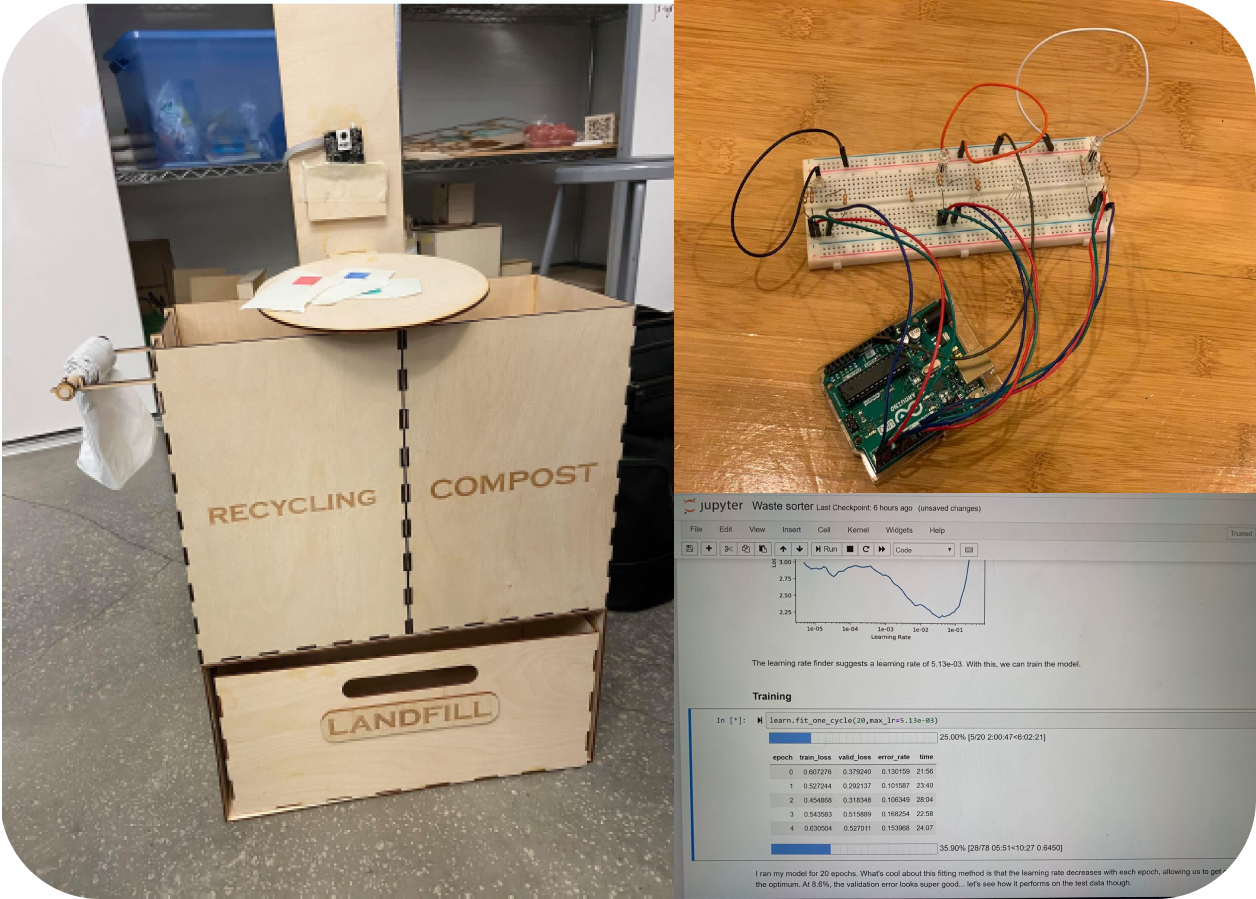 RECYCLING
COMPOST
LANDFILL
ARDUINO
jupyter Waste sorter Last Checkpoint: 6 hours ago (unsaved changes)
File Edit View Insert Cell Kernel Widgets Help
Trusted
Run Code
3.00
2.75
2.50
2.25
1e-05 1e-04 1e-03 1e-02 1e-01
Learning Rate
The learning rate finder suggests a learning rate of 5.13e-03. With this, we can train the model.
Training
In [*]: learn.fit_one_cycle(20,max_lr=5.13e-03)
25.00% [5/20 2:00:47<6:02:21]
epoch train_loss valid_loss error_rate time
0 0.607276 0.379240 0.130159 21:56
1 0.527244 0.292137 0.101587 23:40
2 0.454868 0.318348 0.106349 28:04
3 0.543583 0.515889 0.168254 22:58
4 0.630504 0.527011 0.153968 24:07
35.90% [28/78 05:51<10:27 0.6450]
I ran my model for 20 epochs. What's cool about this fitting method is that the learning rate decreases with each epoch, allowing us to get
the optimum. At 8.6%, the validation error looks super good... let's see how it performs on the test data though.